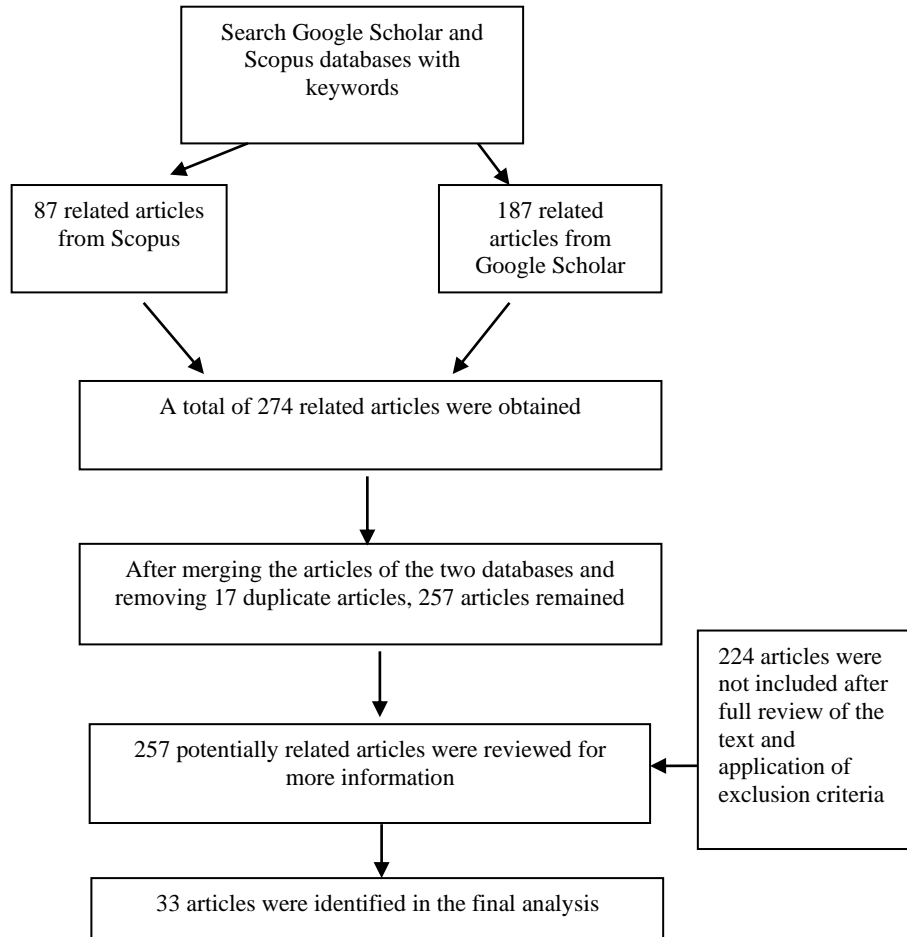 Search Google Scholar and
Scopus databases with
keywords
87 related articles
from Scopus
187 related
articles from
Google Scholar
A total of 274 related articles were obtained
After merging the articles of the two databases and
removing 17 duplicate articles, 257 articles remained
224 articles were
not included after
full review of the
text and
application of
exclusion criteria
257 potentially related articles were reviewed for
more information
33 articles were identified in the final analysis